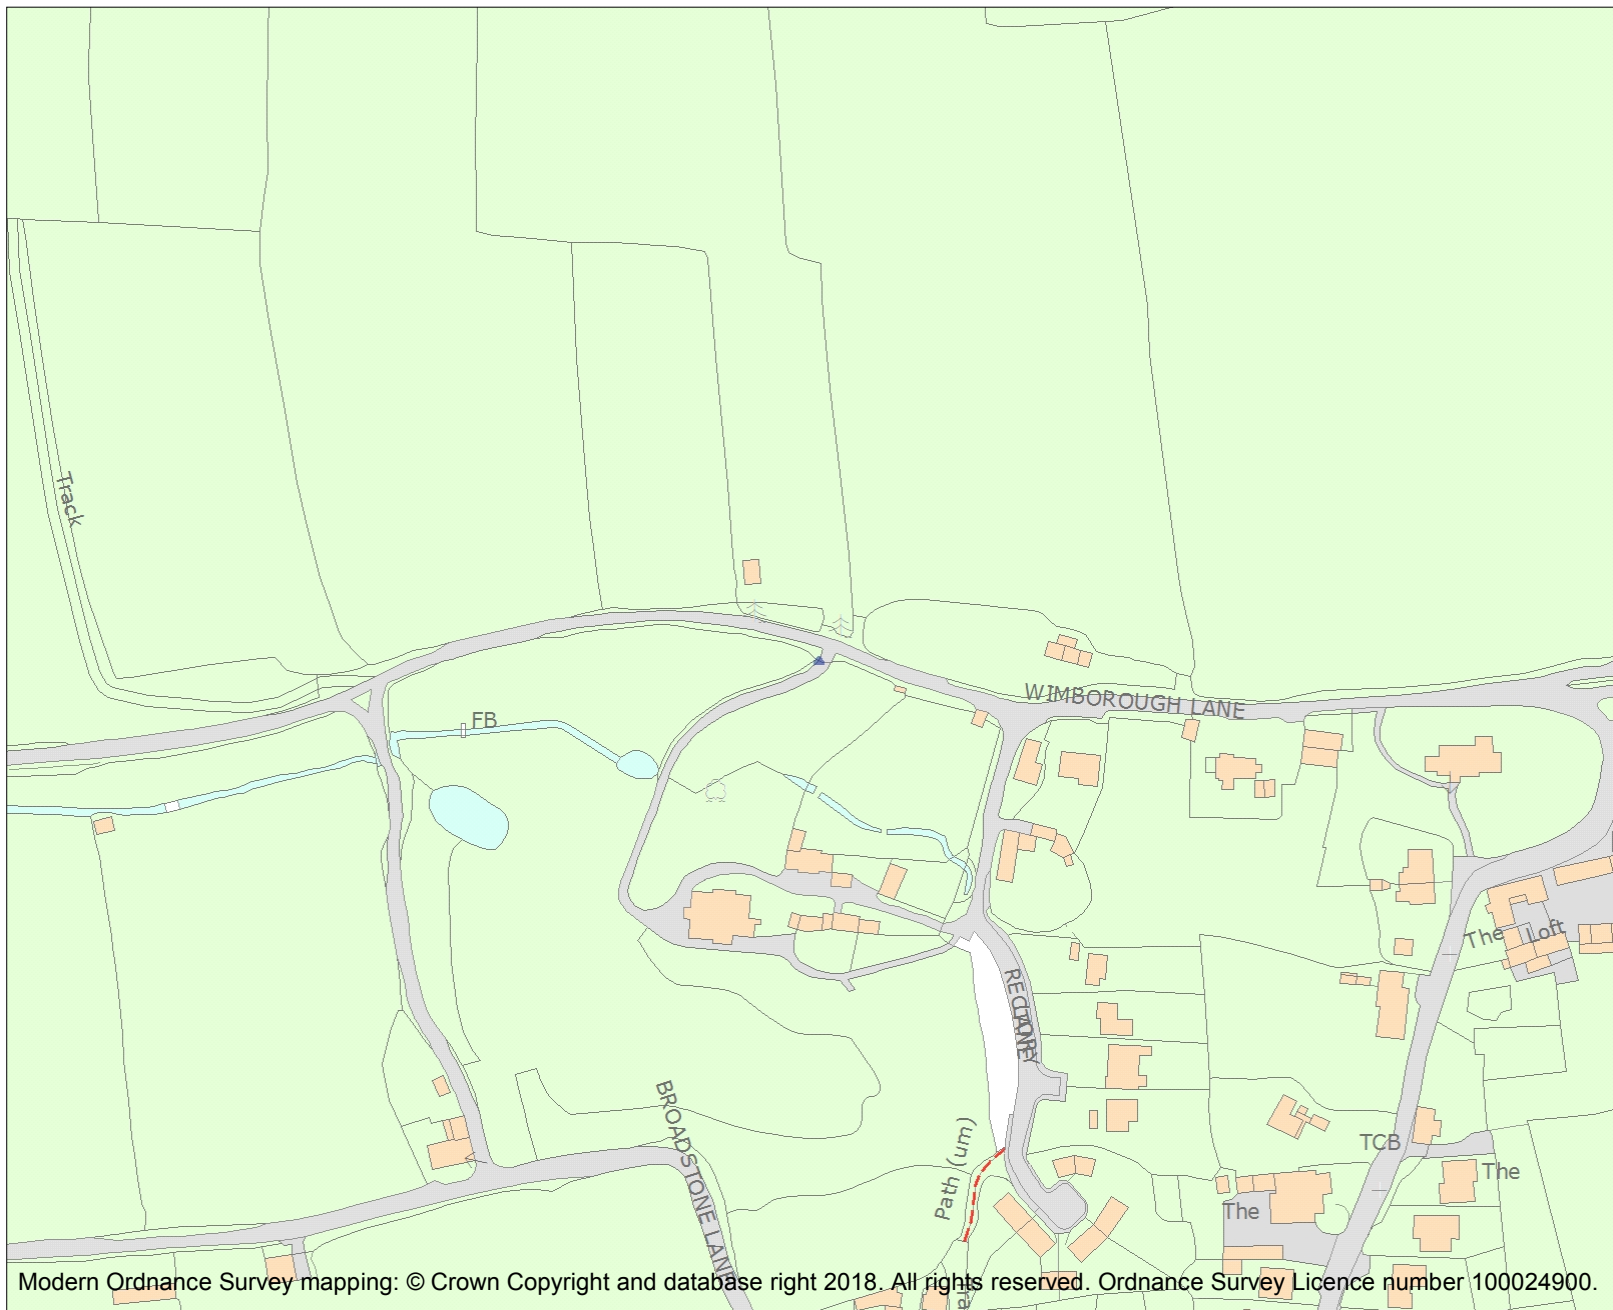 Track
FB
WIMBOROUGH LANE
The Loft
RECTORY
LANE
BROADSTONE LANE
Path (um)
TCB
The
The
Modern Ordnance Survey mapping: © Crown Copyright and database right 2018. All rights reserved. Ordnance Survey Licence number 100024900.